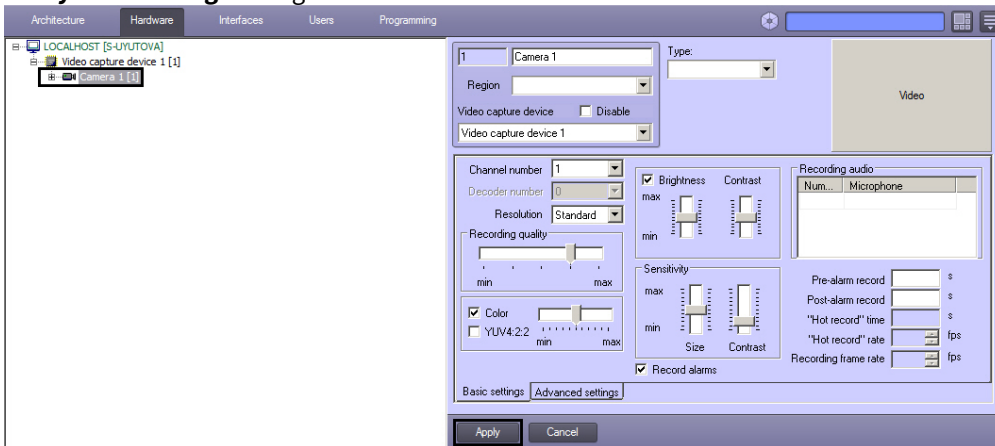 Architecture Hardware Interfaces Users Programming
LOCALHOST [S-UYUTOVA]
Video capture device 1 [1]
Camera 1 [1]
1 Camera 1
Type:
Region
Video capture device Disable
Video capture device 1
Video
Channel number 1
Decoder number 0
Resolution Standard
Recording quality
min max
Color
YUV4:2:2
min max
Brightness Contrast
max
min
Sensitivity
max
min
Size Contrast
Record alarms
Recording audio
Num... Microphone
Pre-alarm record s
Post-alarm record s
"Hot record" time s
"Hot record" rate fps
Recording frame rate fps
Basic settings Advanced settings
Apply Cancel